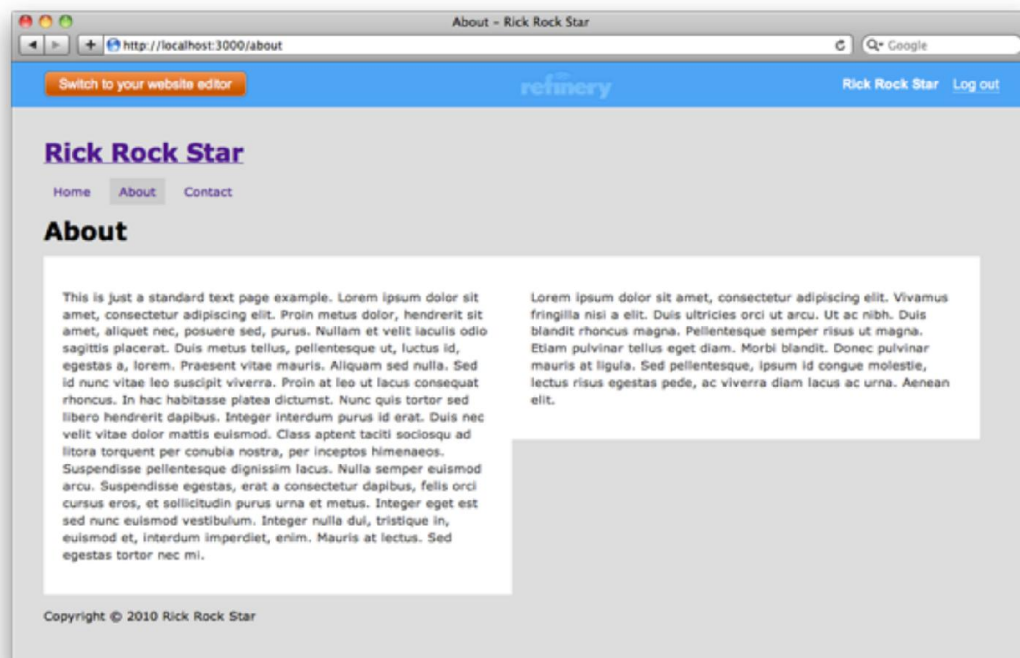 About – Rick Rock Star
http://localhost:3000/about
Google
Switch to your website editor
refinery
Rick Rock Star Log out
Rick Rock Star
Home About Contact
About
This is just a standard text page example. Lorem ipsum dolor sit
amet, consectetur adipiscing elit. Proin metus dolor, hendrerit sit
amet, aliquet nec, posuere sed, purus. Nullam et velit iaculis odio
sagittis placerat. Duis metus tellus, pellentesque ut, luctus id,
egestas a, lorem. Praesent vitae mauris. Aliquam sed nulla. Sed
id nunc vitae leo suscipit viverra. Proin at leo ut lacus consequat
rhoncus. In hac habitasse platea dictumst. Nunc quis tortor sed
libero hendrerit dapibus. Integer interdum purus id erat. Duis nec
velit vitae dolor mattis euismod. Class aptent taciti sociosqu ad
litora torquent per conubia nostra, per inceptos himenaeos.
Suspendisse pellentesque dignissim lacus. Nulla semper euismod
arcu. Suspendisse egestas, erat a consectetur dapibus, felis orci
cursus eros, et sollicitudin purus urna et metus. Integer eget est
sed nunc euismod vestibulum. Integer nulla dui, tristique in,
euismod et, interdum imperdiet, enim. Mauris at lectus. Sed
egestas tortor nec mi.
Lorem ipsum dolor sit amet, consectetur adipiscing elit. Vivamus
fringilla nisi a elit. Duis ultricies orci ut arcu. Ut ac nibh. Duis
blandit rhoncus magna. Pellentesque semper risus ut magna.
Etiam pulvinar tellus eget diam. Morbi blandit. Donec pulvinar
mauris at ligula. Sed pellentesque, ipsum id congue molestie,
lectus risus egestas pede, ac viverra diam lacus ac urna. Aenean
elit.
Copyright © 2010 Rick Rock Star